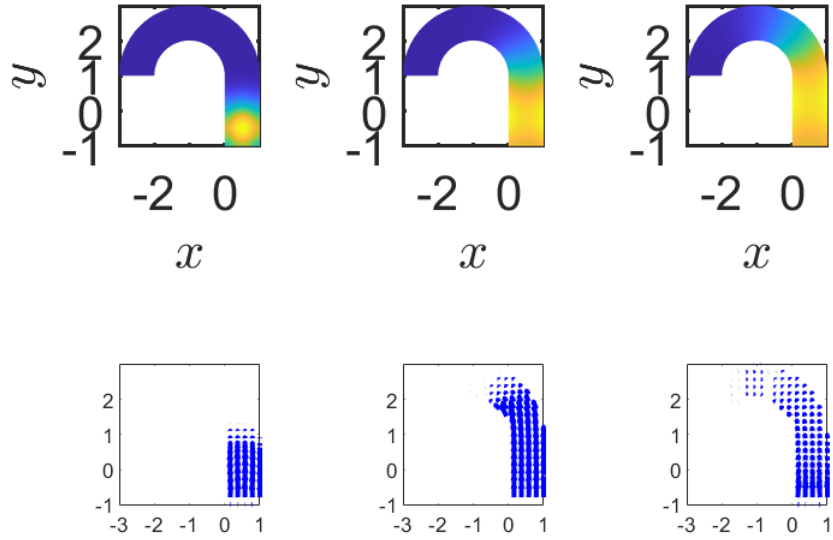 2 2 2
y 1 y 1 y 1
0 0 0
-1 -1 -1
-2 0 -2 0 -2 0
x x x
2 2 2
1 1 1
0 0 0
-1 -1 -1
-3 -2 -1 0 1 -3 -2 -1 0 1 -3 -2 -1 0 1